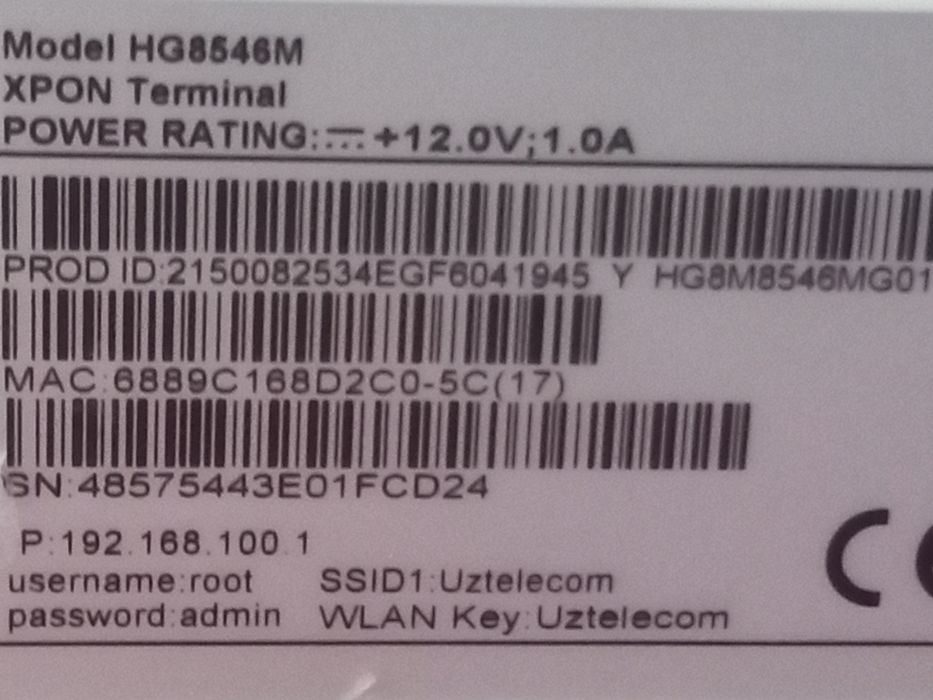 Model HG8546M
XPON Terminal
POWER RATING: ⎓ +12.0V;1.0A
PROD ID:2150082534EGF6041945 Y HG8M8546MG01
MAC:6889C168D2C0-5C(17)
SN:48575443E01FCD24
P:192.168.100.1
username:root SSID1:Uztelecom
password:admin WLAN Key:Uztelecom
CE